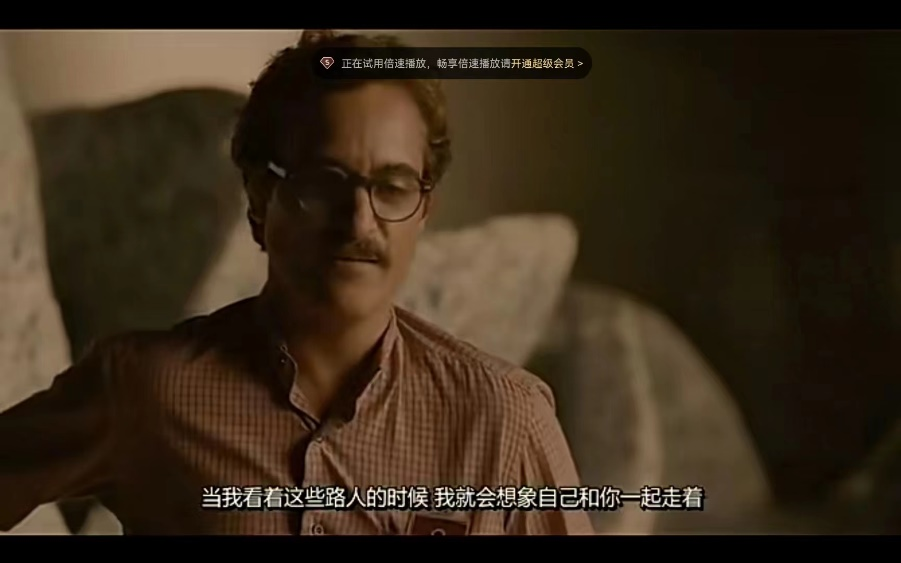 正在试用倍速播放，畅享倍速播放请开通超级会员 >
当我看着这些路人的时候 我就会想象自己和你一起走着